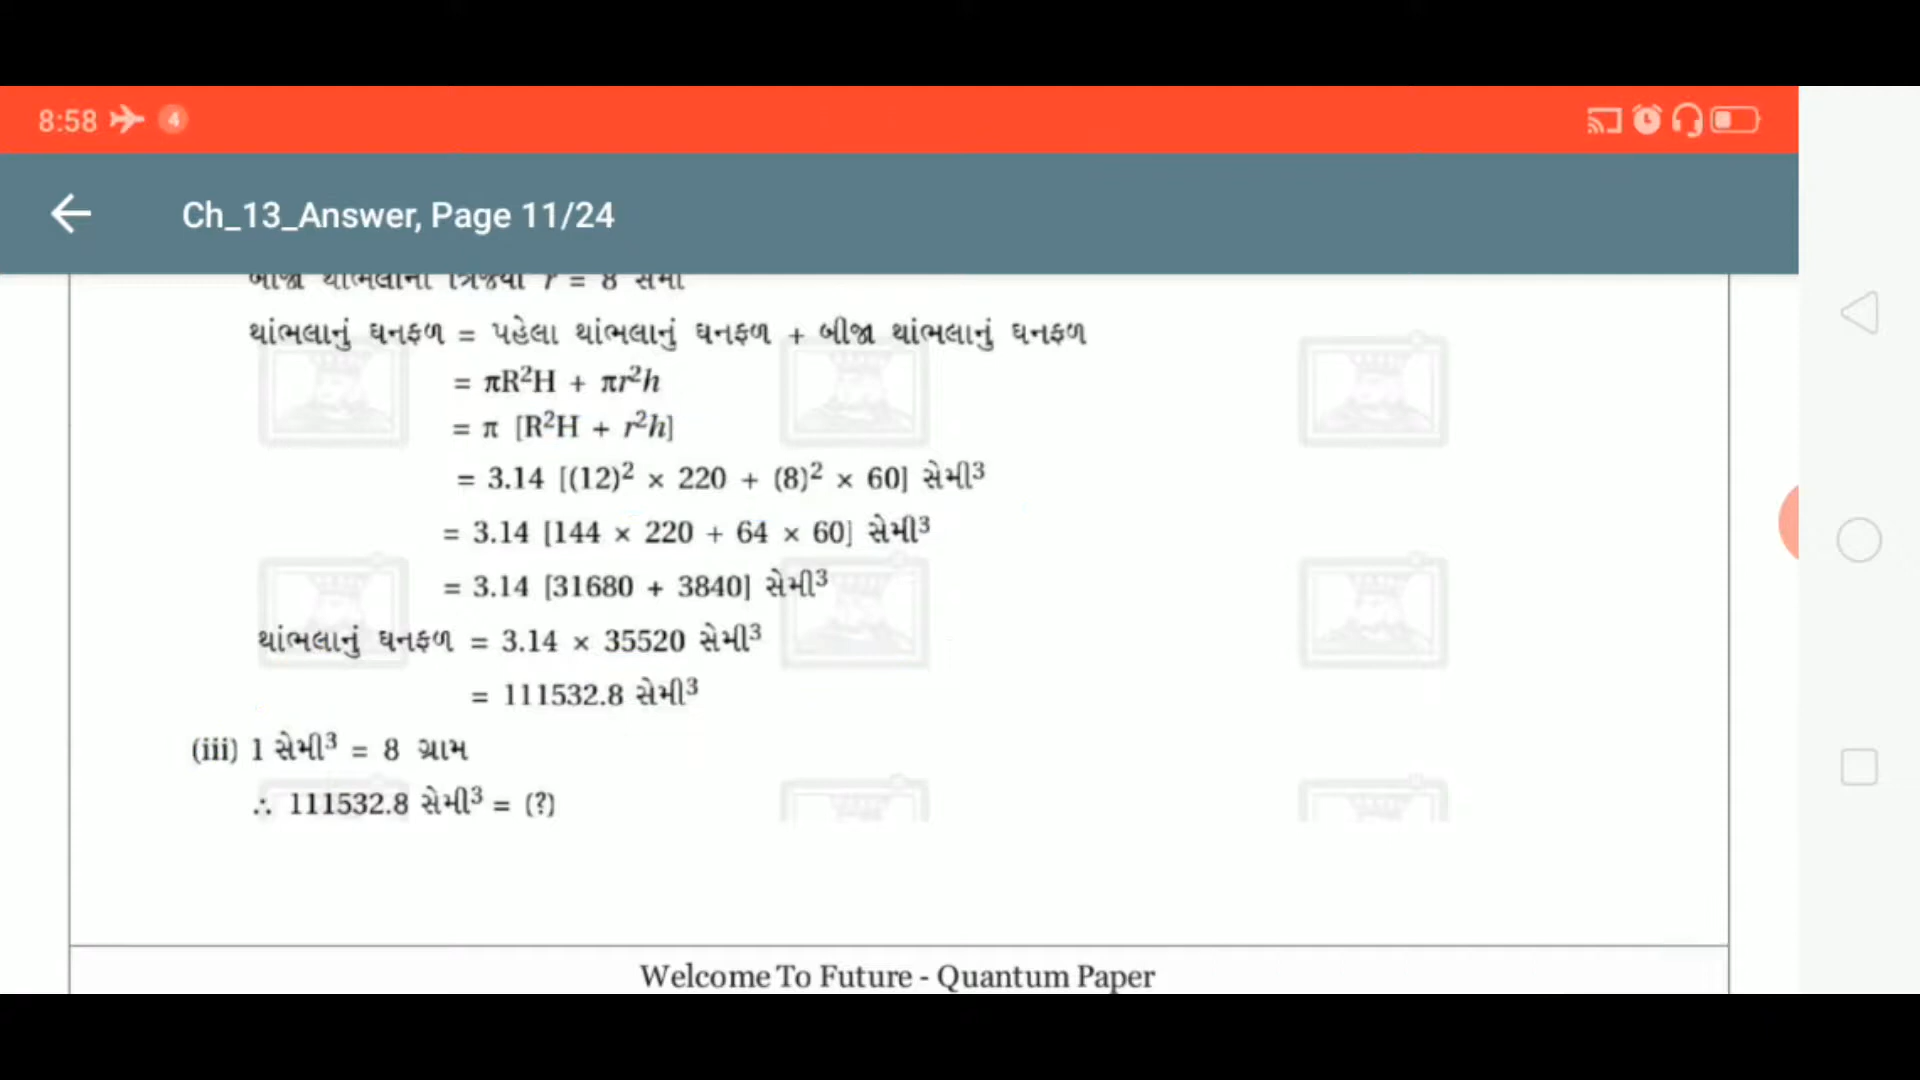 8:58 4
Ch_13_Answer, Page 11/24
બીજા થાંભલાની ત્રિજ્યા r = 8 સેમી
થાંભલાનું ઘનફળ = પહેલા થાંભલાનું ઘનફળ + બીજા થાંભલાનું ઘનફળ
= πR²H + πr²h
= π [R²H + r²h]
= 3.14 [(12)² × 220 + (8)² × 60] સેમી³
= 3.14 [144 × 220 + 64 × 60] સેમી³
= 3.14 [31680 + 3840] સેમી³
થાંભલાનું ઘનફળ = 3.14 × 35520 સેમી³
= 111532.8 સેમી³
(iii) 1 સેમી³ = 8 ગ્રામ
∴ 111532.8 સેમી³ = (?)
Welcome To Future - Quantum Paper